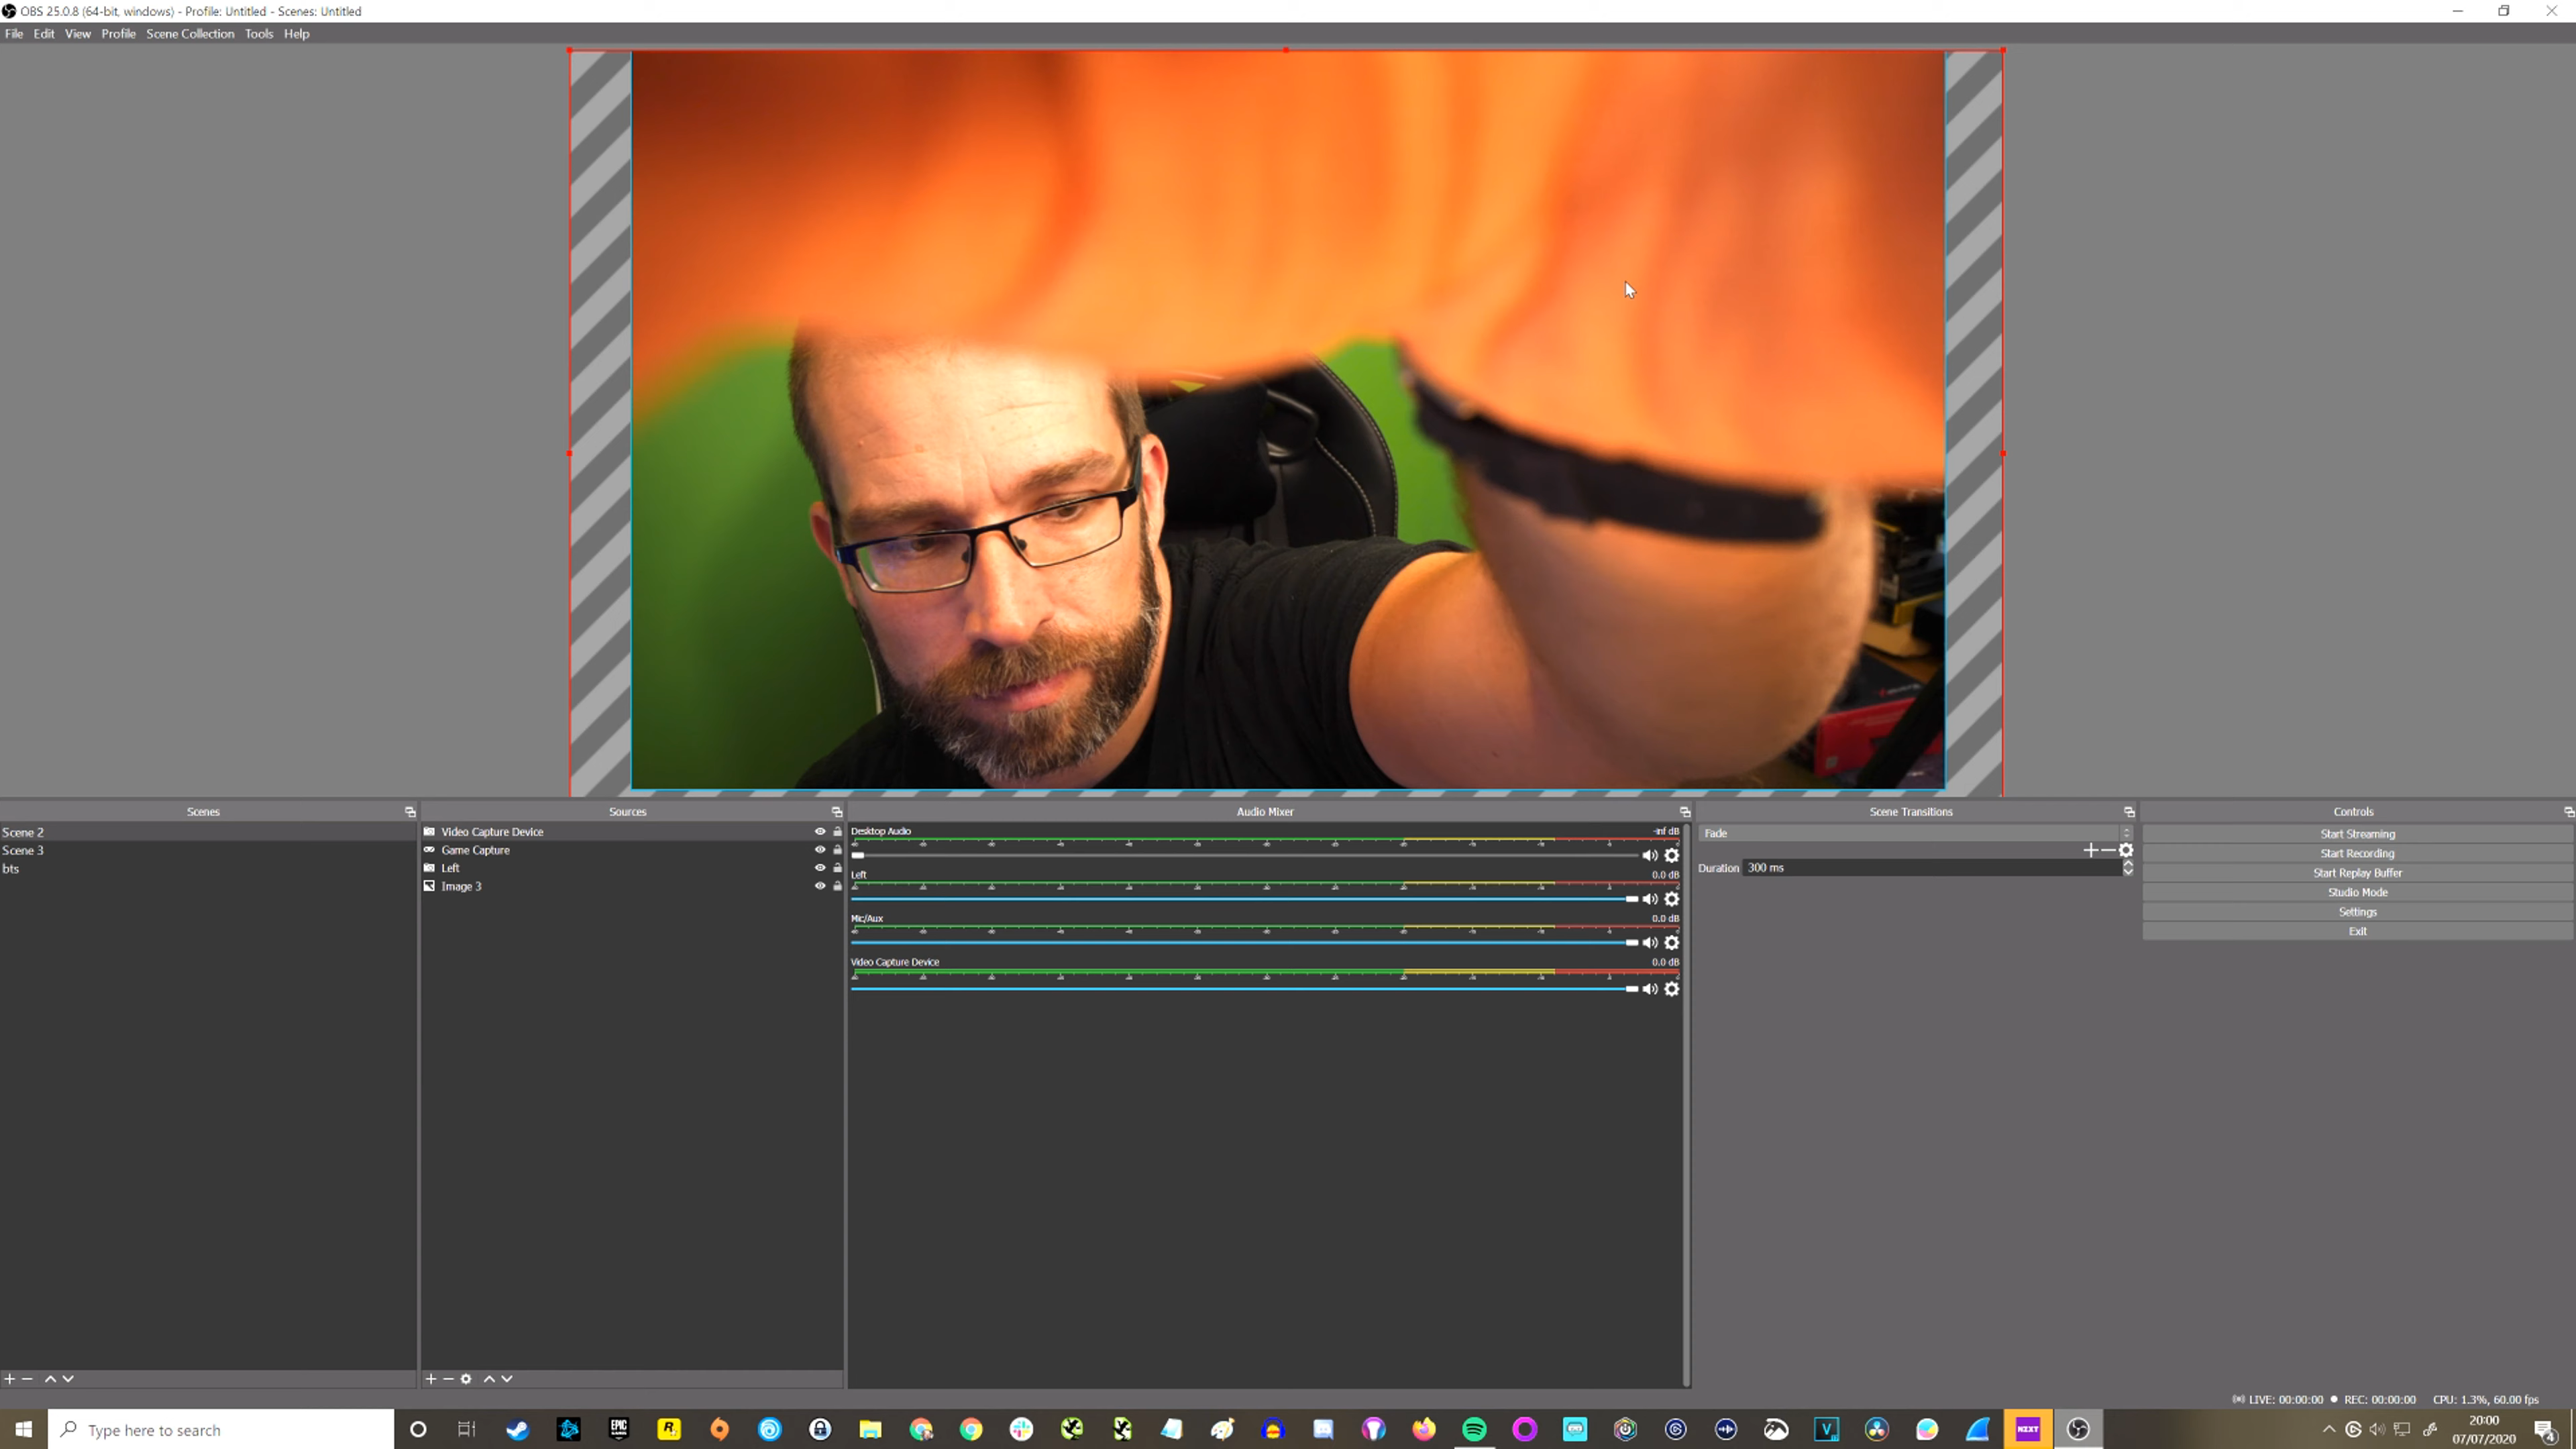 OBS 25.0.8 (64-bit, windows) - Profile: Untitled - Scenes: Untitled
File Edit View Profile Scene Collection Tools Help
Scenes
Scene 2
Scene 3
bts
Sources
Video Capture Device
Game Capture
Left
Image 3
Audio Mixer
Desktop Audio -inf dB
Left 0.0 dB
Mic/Aux 0.0 dB
Video Capture Device 0.0 dB
Scene Transitions
Fade
Duration 300 ms
Controls
Start Streaming
Start Recording
Start Replay Buffer
Studio Mode
Settings
Exit
LIVE: 00:00:00 REC: 00:00:00 CPU: 1.3%, 60.00 fps
Type here to search
EPIC
NZXT
20:00
07/07/2020
4